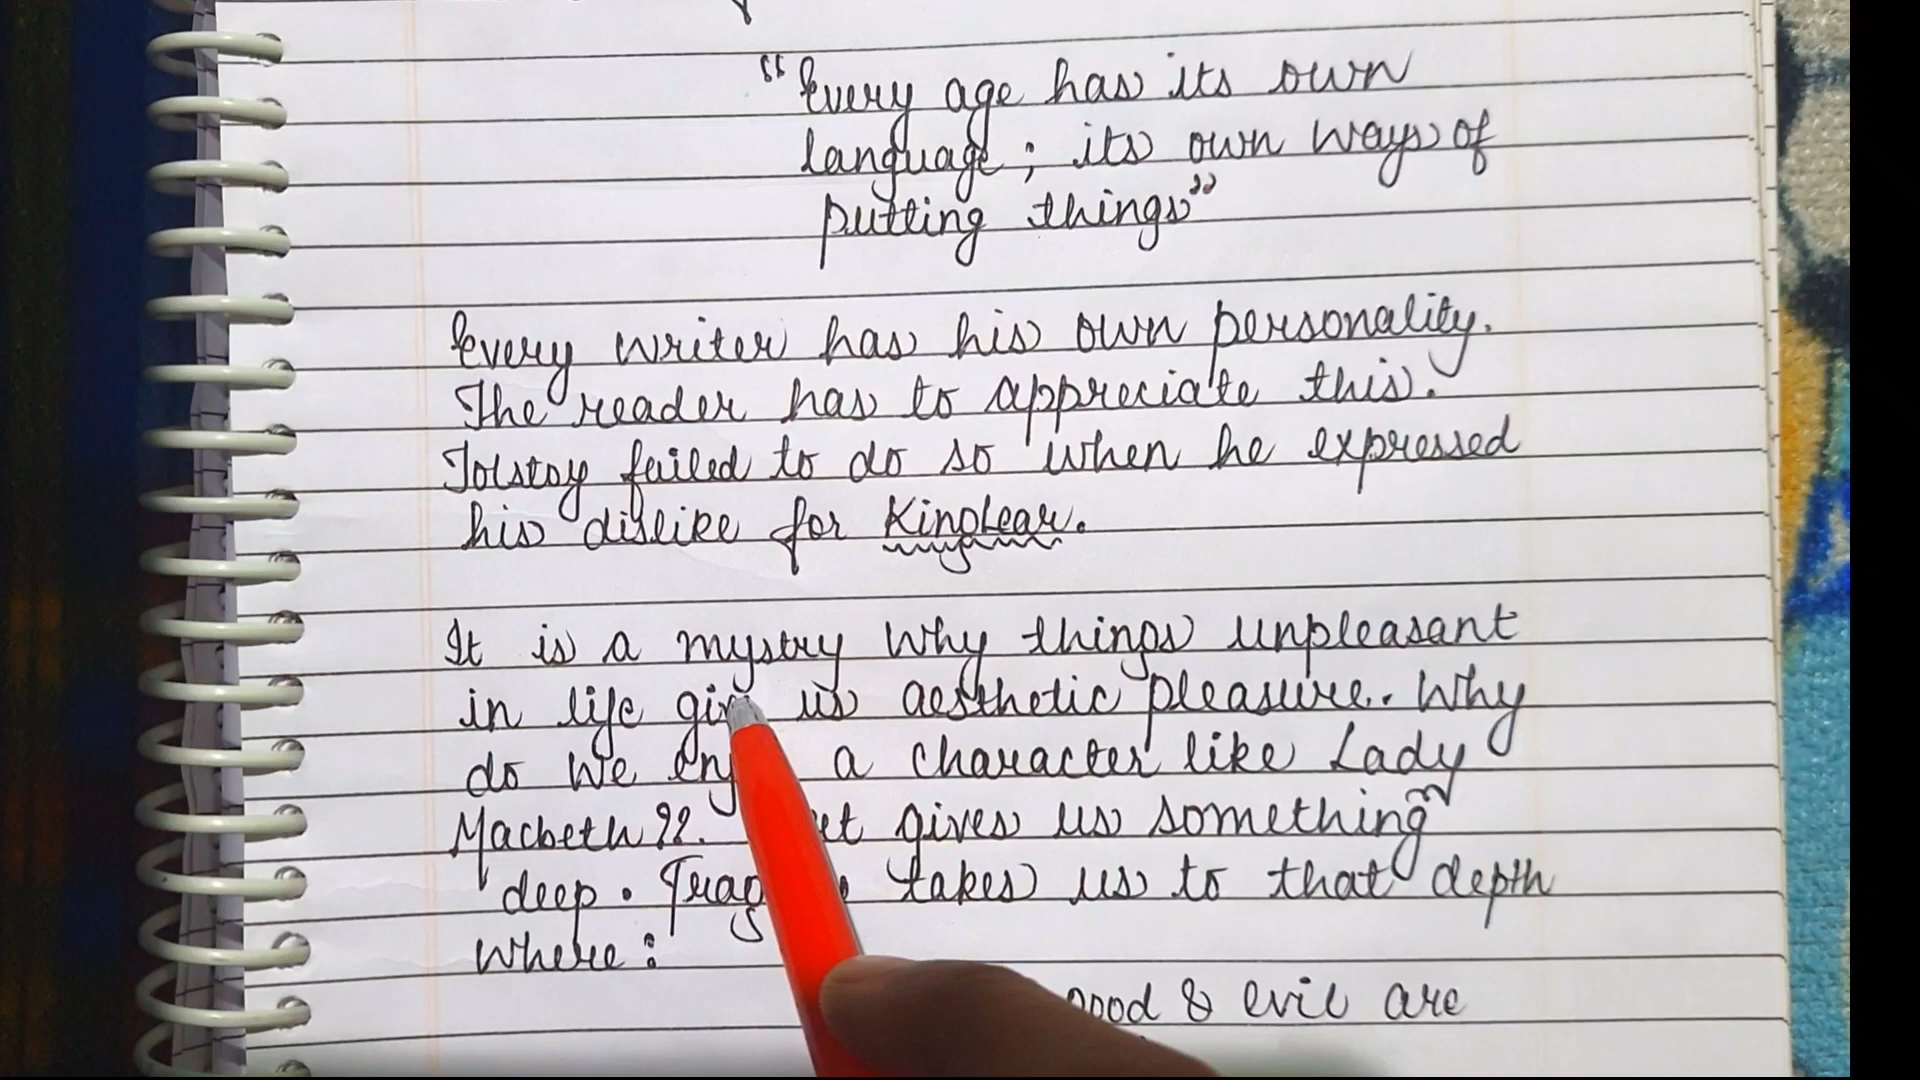 “Every age has its own
language; its own ways of
putting things”
Every writer has his own personality.
The reader has to appreciate this.
Tolstoy failed to do so when he expressed
his dislike for KingLear.
It is a mystry why things unpleasant
in life us aesthetic pleasure.. Why
do we a character like Lady
Macbeth ??. gives us something
deep. takes us to that depth
where:
good & evil are